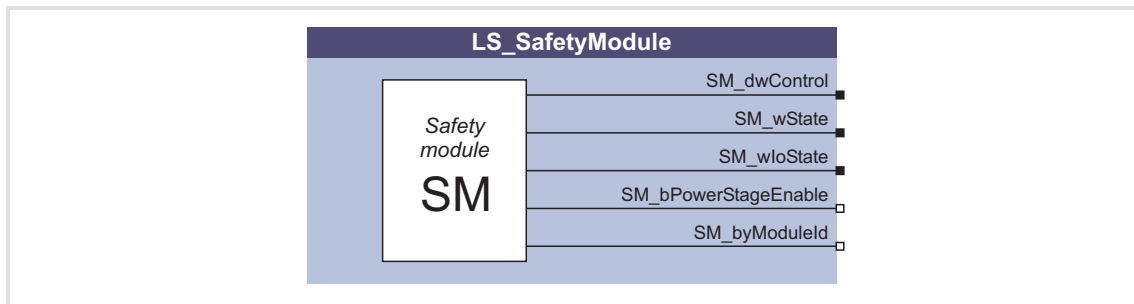 LS_SafetyModule
SM_dwControl
Safety
module
SM
SM_wState
SM_wIoState
SM_bPowerStageEnable
SM_byModuleId